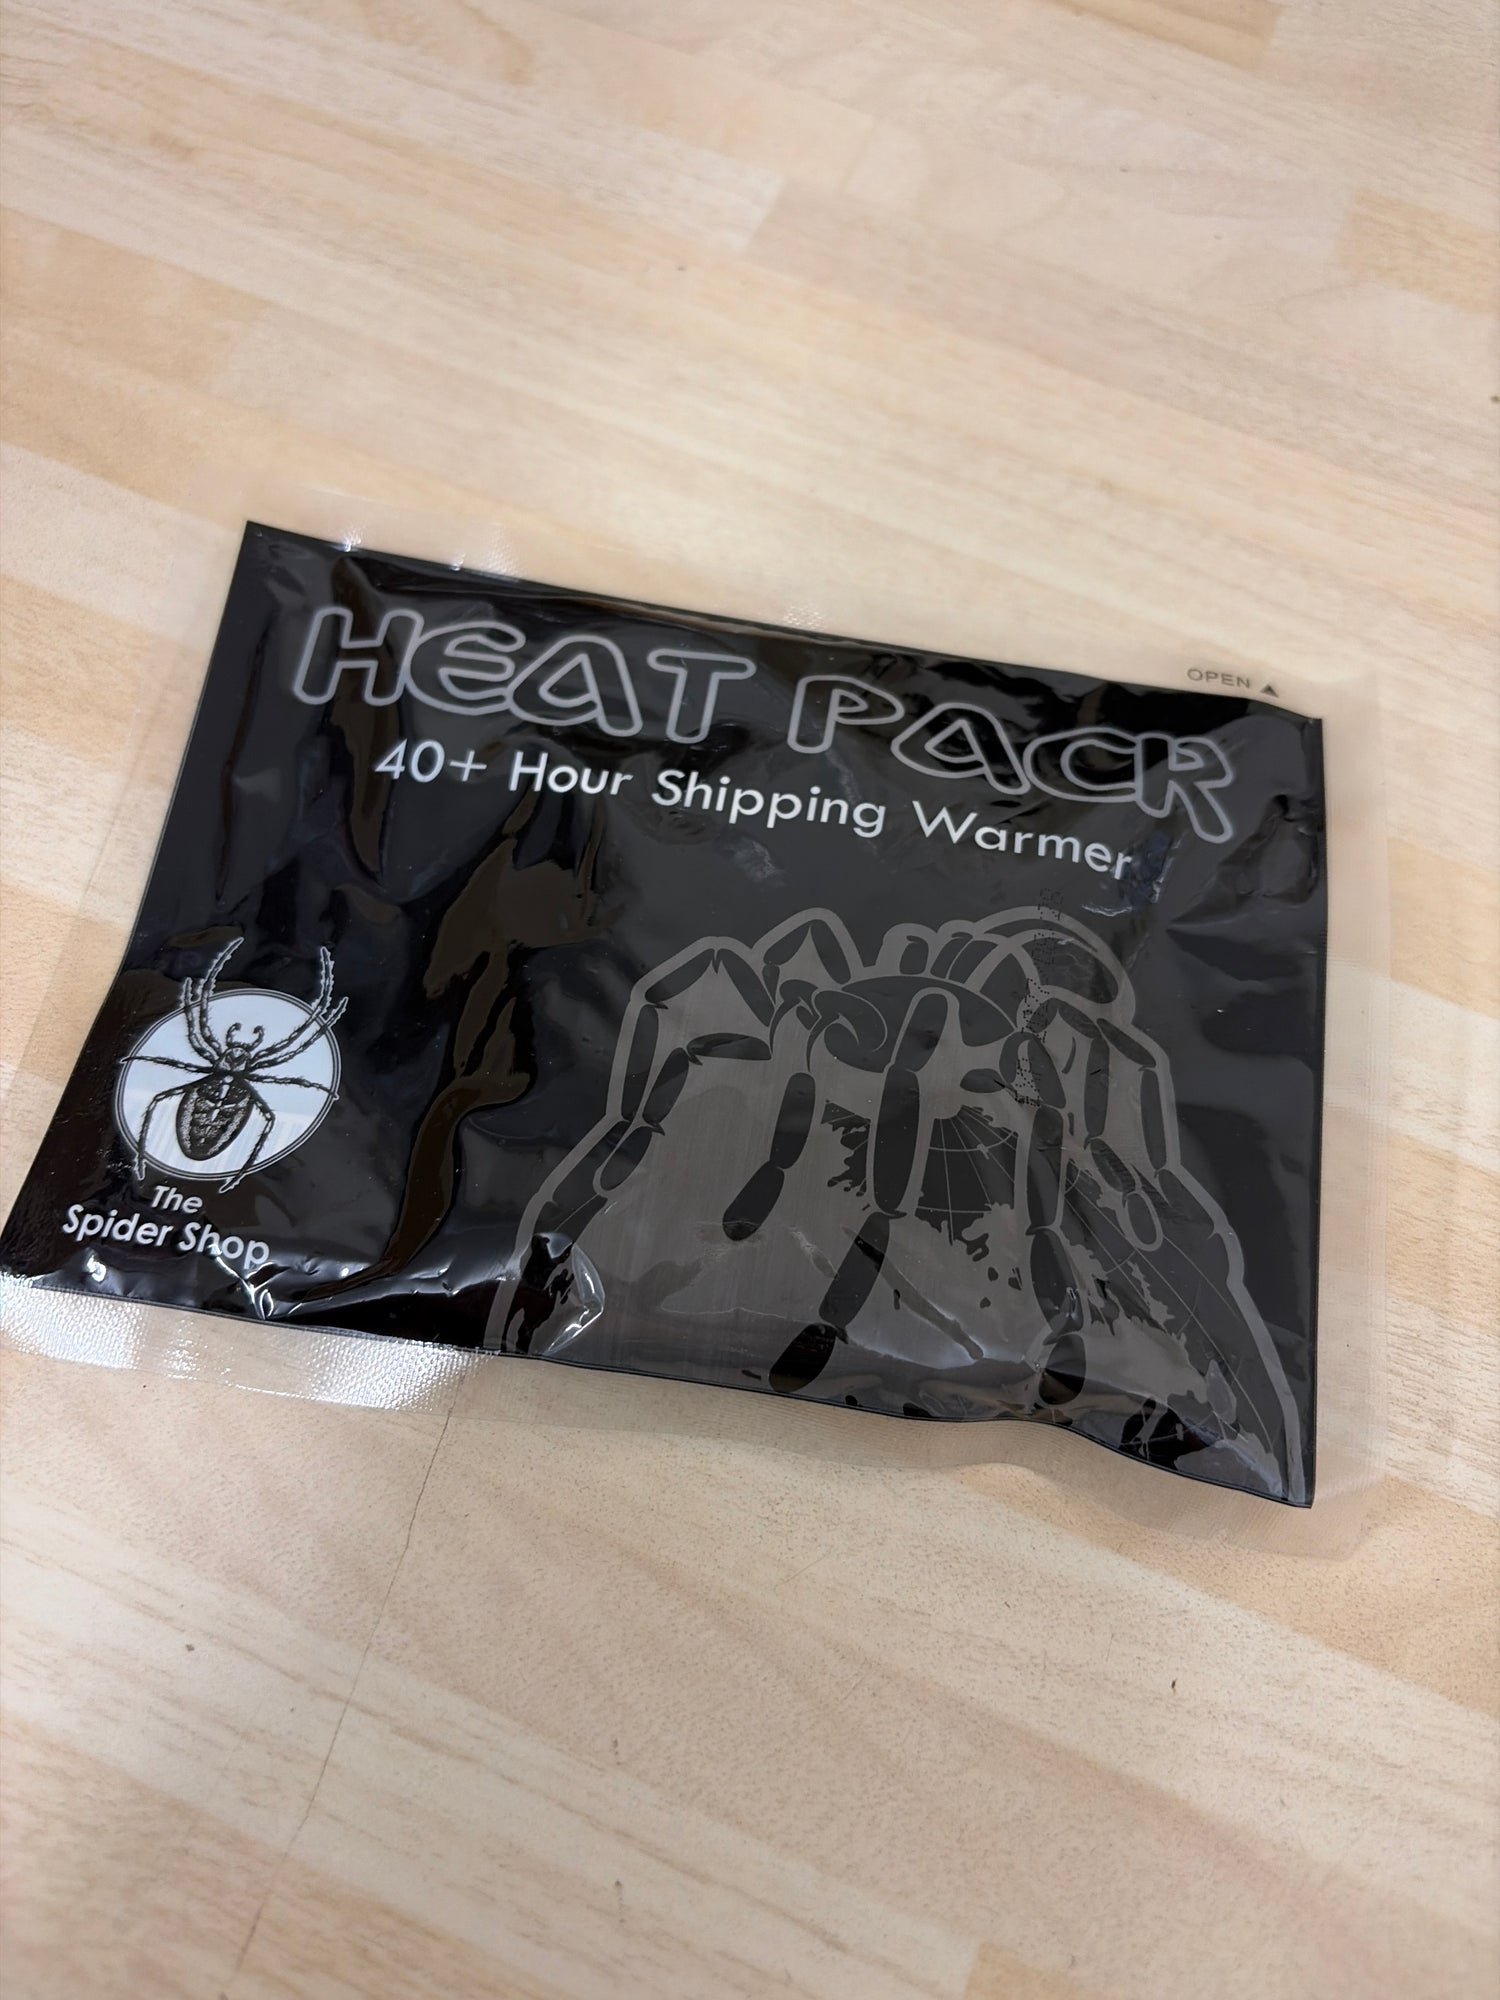 OPEN ▲
HEAT PACK
40+ Hour Shipping Warmer
The
Spider Shop